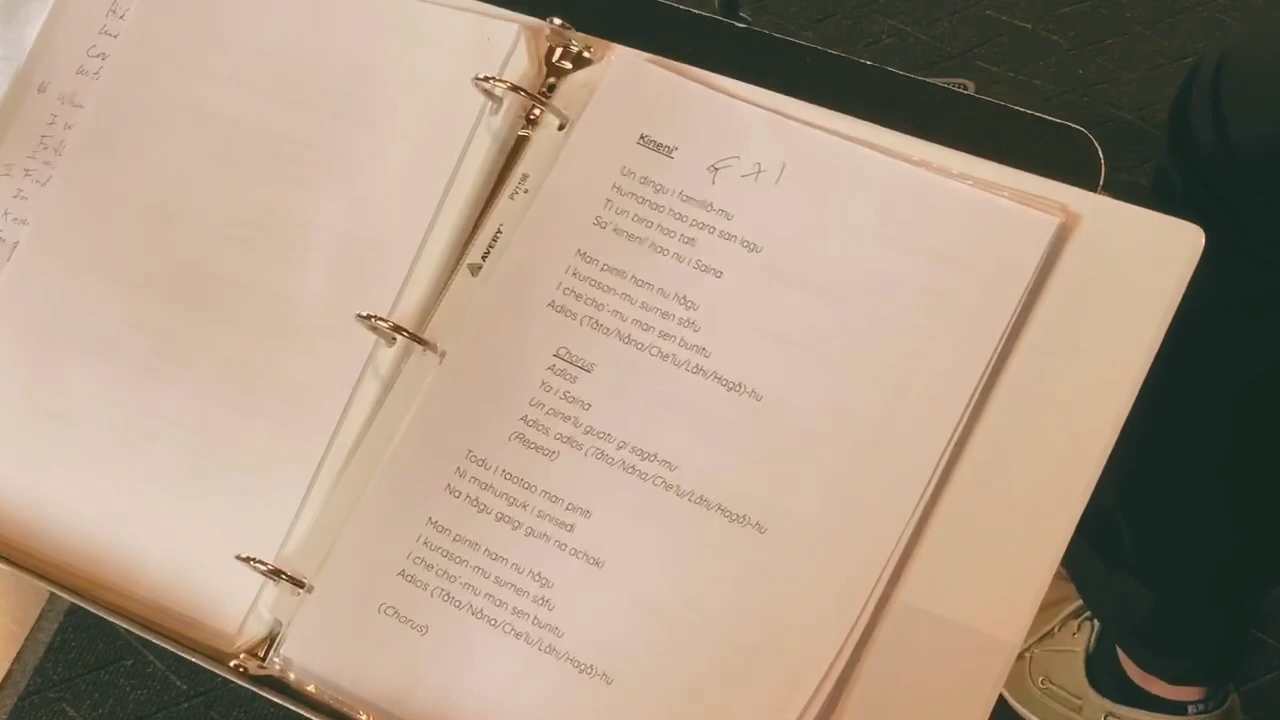 Kineni'
Un dingu i familiå-mu
Humanao hao para san lagu
Ti un bira hao tåti
Sa' kineni' hao nu i Saina
Man piniti ham nu hågu
I kurason-mu sumen såfu
I che'cho'-mu man sen bunitu
Adios (Tåta/Nåna/Che'lu/Låhi/Hagå)-hu
Chorus
Adios
Ya i Saina
Un pine'lu guatu gi sagå-mu
Adios, adios (Tåta/Nåna/Che'lu/Låhi/Hagå)-hu
(Repeat)
Todu i taotao man piniti
Ni mahunguk i sinisedi
Na hågu gaigi guihi na achaki
Man piniti ham nu hågu
I kurason-mu sumen såfu
I che'cho'-mu man sen bunitu
Adios (Tåta/Nåna/Che'lu/Låhi/Hagå)-hu
(Chorus)
AVERY
PV119E